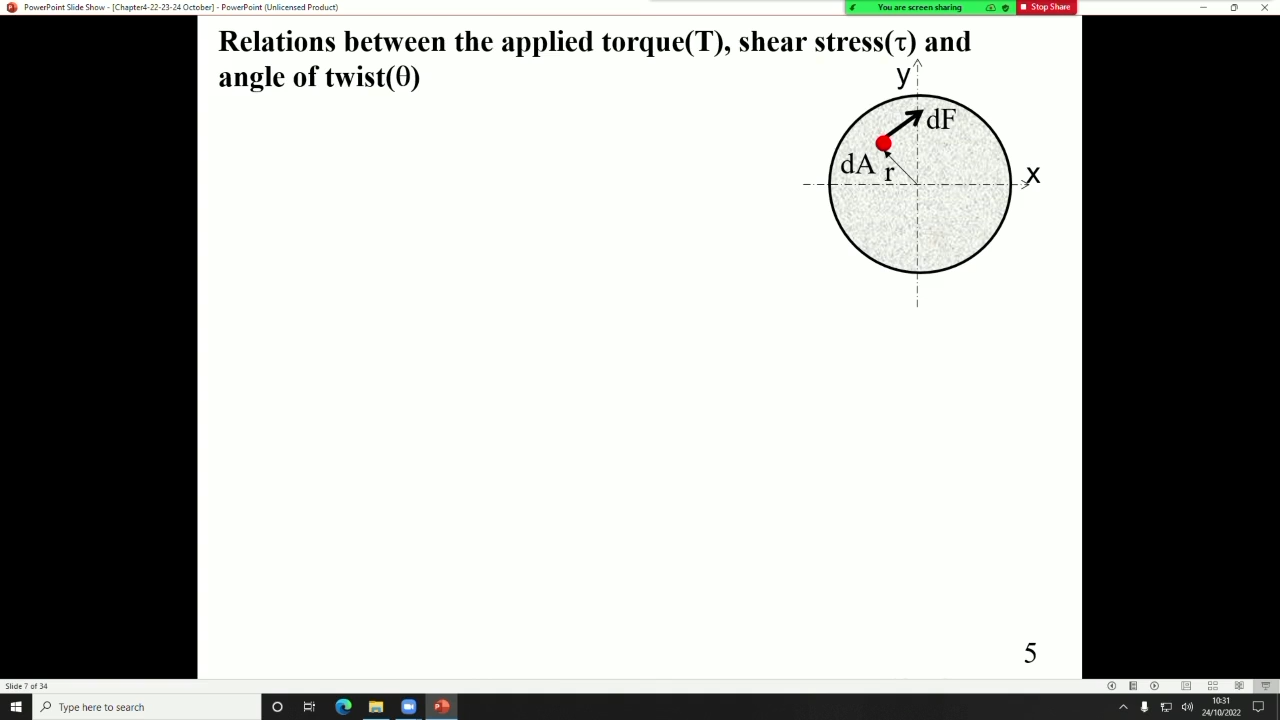 PowerPoint Slide Show - [Chapter4-22-23-24 October] - PowerPoint (Unlicensed Product)
You are screen sharing
Stop Share
Relations between the applied torque(T), shear stress(τ) and
angle of twist(θ)
y
dF
dA
r
x
5
Slide 7 of 34
Type here to search
10:31
24/10/2022